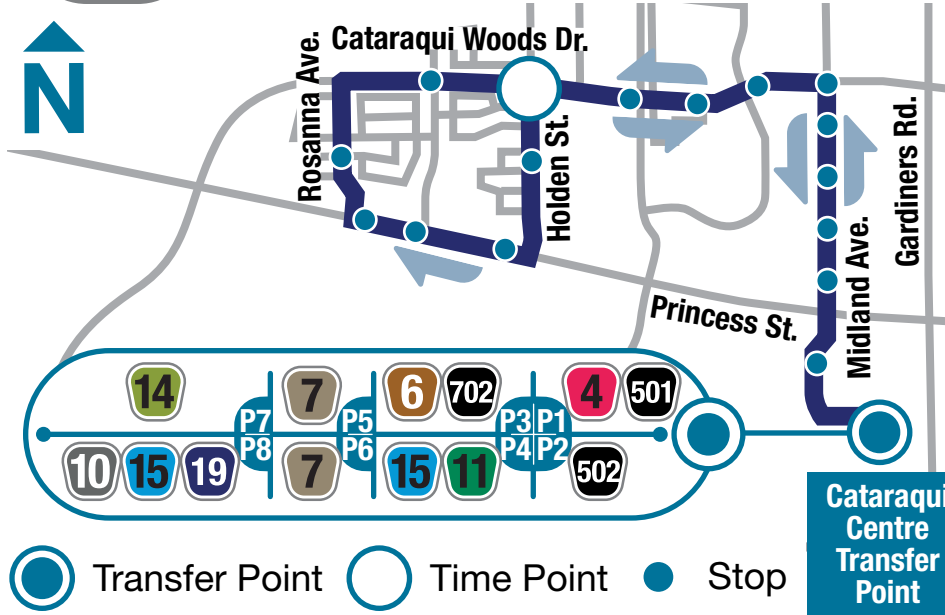 N
Cataraqui Woods Dr.
Rosanna Ave.
Holden St.
Gardiners Rd.
Midland Ave.
Princess St.
14
7
6
702
4
501
P7
P5
P3
P1
P8
P6
P4
P2
10
15
19
7
15
11
502
Cataraqui
Centre
Transfer
Point
Transfer Point
Time Point
Stop